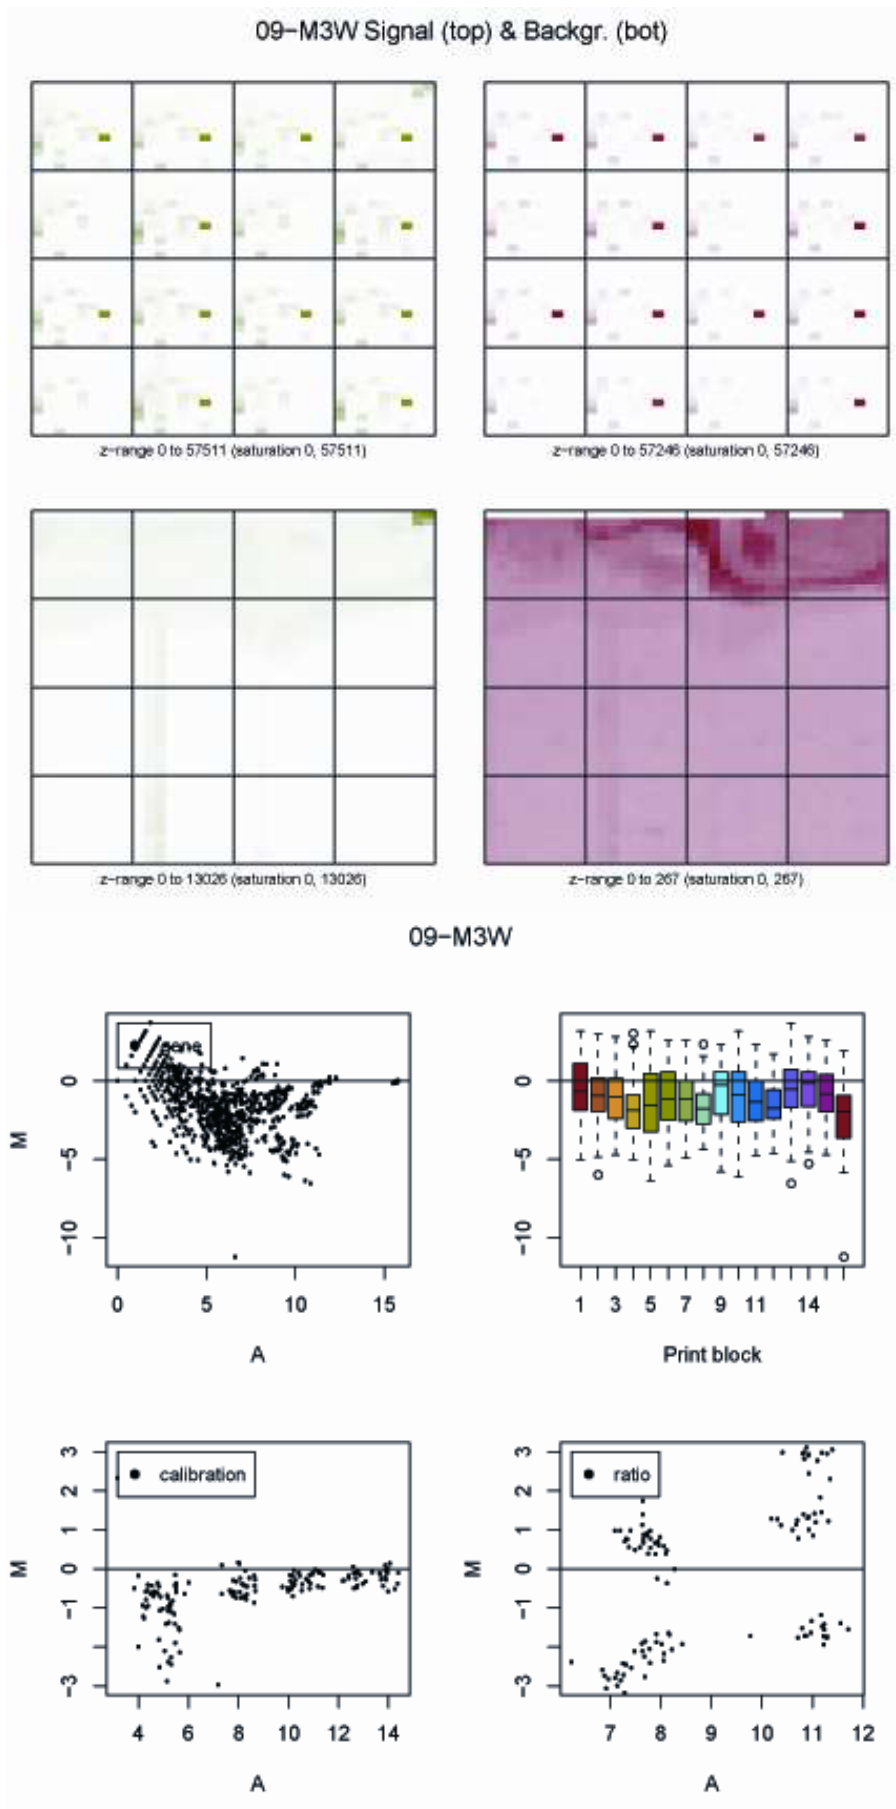 09−M3W Signal (top) & Backgr. (bot)
z−range 0 to 57511 (saturation 0, 57511)
z−range 0 to 57246 (saturation 0, 57246)
z−range 0 to 13026 (saturation 0, 13026)
z−range 0 to 267 (saturation 0, 267)
09−M3W
gene
M
0
−5
−10
0 5 10 15
A
0
−5
−10
1 3 5 7 9 11 14
Print block
calibration
M
3
2
1
0
−1
−3
4 6 8 10 12 14
A
ratio
M
3
2
1
0
−1
−3
7 8 9 10 11 12
A